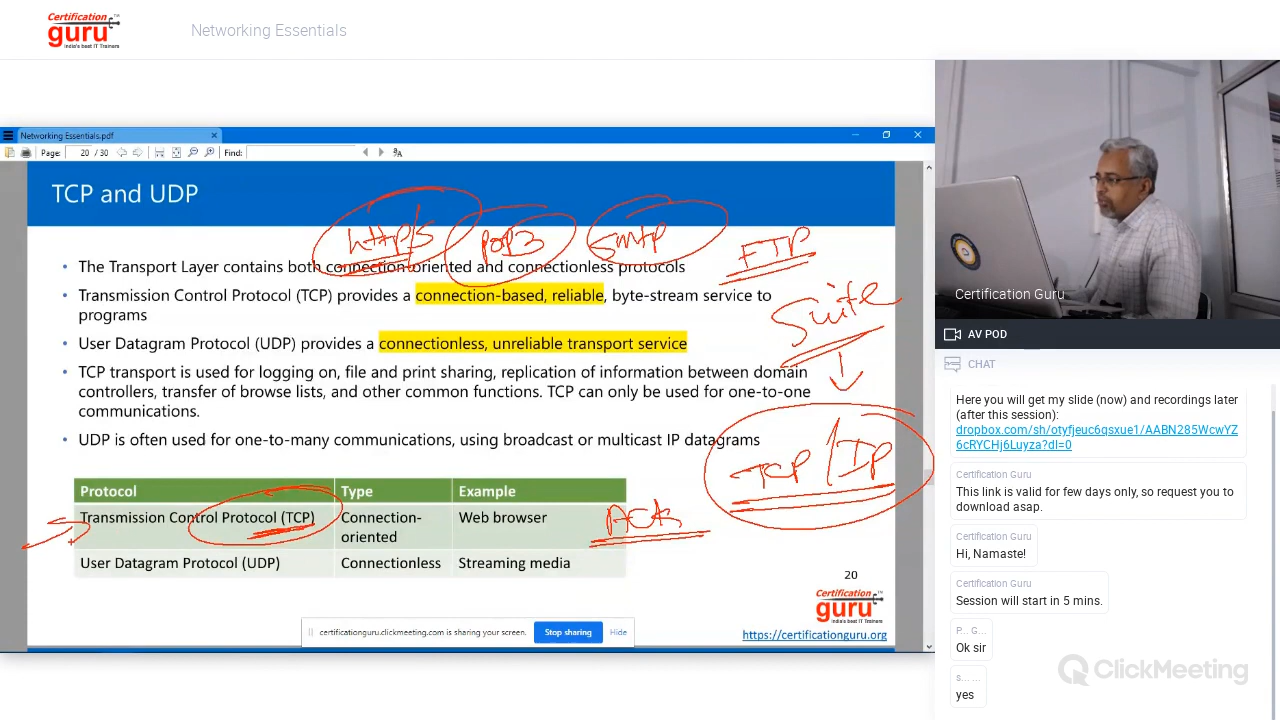 Certification
guru
India's best IT Trainers
Networking Essentials
Networking Essentials.pdf
Page: 20 / 30 Find:
TCP and UDP
http/s pop3 smtp FTP
• The Transport Layer contains both connection-oriented and connectionless protocols
• Transmission Control Protocol (TCP) provides a connection-based, reliable, byte-stream service to
programs
Suite
• User Datagram Protocol (UDP) provides a connectionless, unreliable transport service
• TCP transport is used for logging on, file and print sharing, replication of information between domain
controllers, transfer of browse lists, and other common functions. TCP can only be used for one-to-one
communications.
• UDP is often used for one-to-many communications, using broadcast or multicast IP datagrams
TCP/IP
Protocol Type Example
Transmission Control Protocol (TCP) Connection-
oriented Web browser
ACK
User Datagram Protocol (UDP) Connectionless Streaming media
20
Certification
guru
India's best IT Trainers
https://certificationguru.org
certificationguru.clickmeeting.com is sharing your screen. Stop sharing Hide
Certification Guru
AV POD
CHAT
Here you will get my slide (now) and recordings later
(after this session):
dropbox.com/sh/otyfjeuc6qsxue1/AABN285WcwYZ
6cRYCHj6Luyza?dl=0
Certification Guru
This link is valid for few days only, so request you to
download asap.
Certification Guru
Hi, Namaste!
Certification Guru
Session will start in 5 mins.
P... G...
Ok sir
s... ...
yes
ClickMeeting